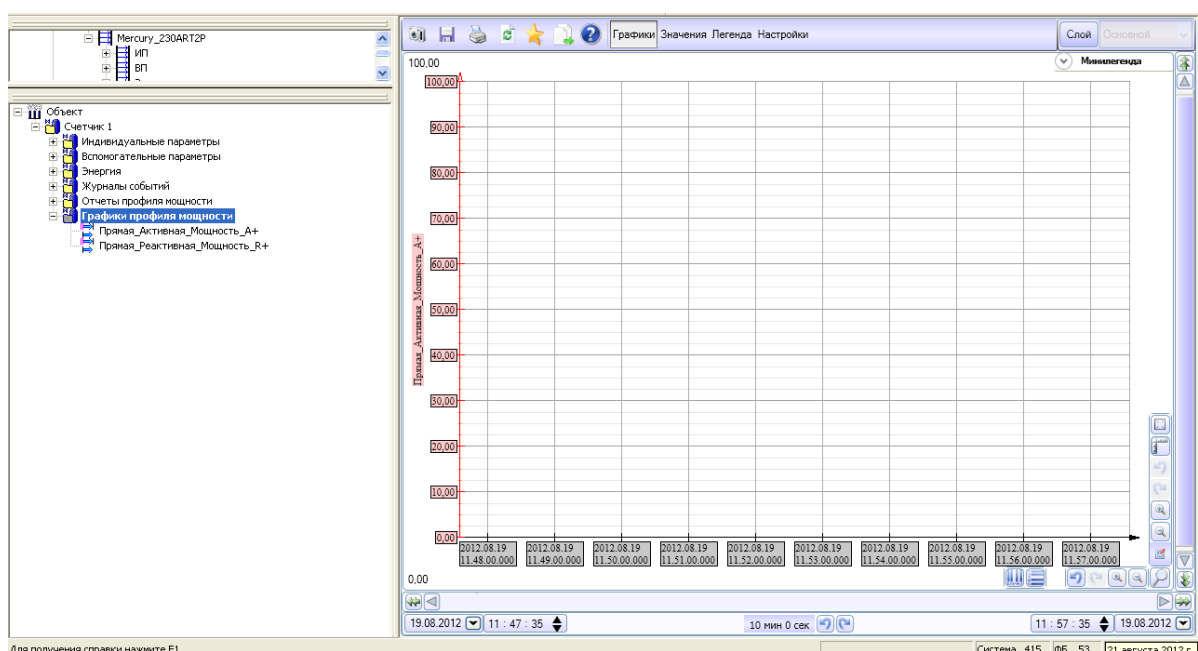 Mercury_230ART2P
ИП
ВП
Объект
Счетчик 1
Индивидуальные параметры
Вспомогательные параметры
Энергия
Журналы событий
Отчеты профиля мощности
Графики профиля мощности
Прямая_Активная_Мощность_A+
Прямая_Реактивная_Мощность_R+
Графики Значения Легенда Настройки
Слой Основной
Минилегенда
100,00
100,00
90,00
80,00
70,00
60,00
50,00
40,00
30,00
20,00
10,00
0,00
Прямая_Активная_Мощность_A+
2012.08.19 11.48.00.000
2012.08.19 11.49.00.000
2012.08.19 11.50.00.000
2012.08.19 11.51.00.000
2012.08.19 11.52.00.000
2012.08.19 11.53.00.000
2012.08.19 11.54.00.000
2012.08.19 11.55.00.000
2012.08.19 11.56.00.000
2012.08.19 11.57.00.000
0,00
19.08.2012 11 : 47 : 35 10 мин 0 сек 11 : 57 : 35 19.08.2012
Для получения справки нажмите F1 Система 415 ФБ 53 21 августа 2012 г.